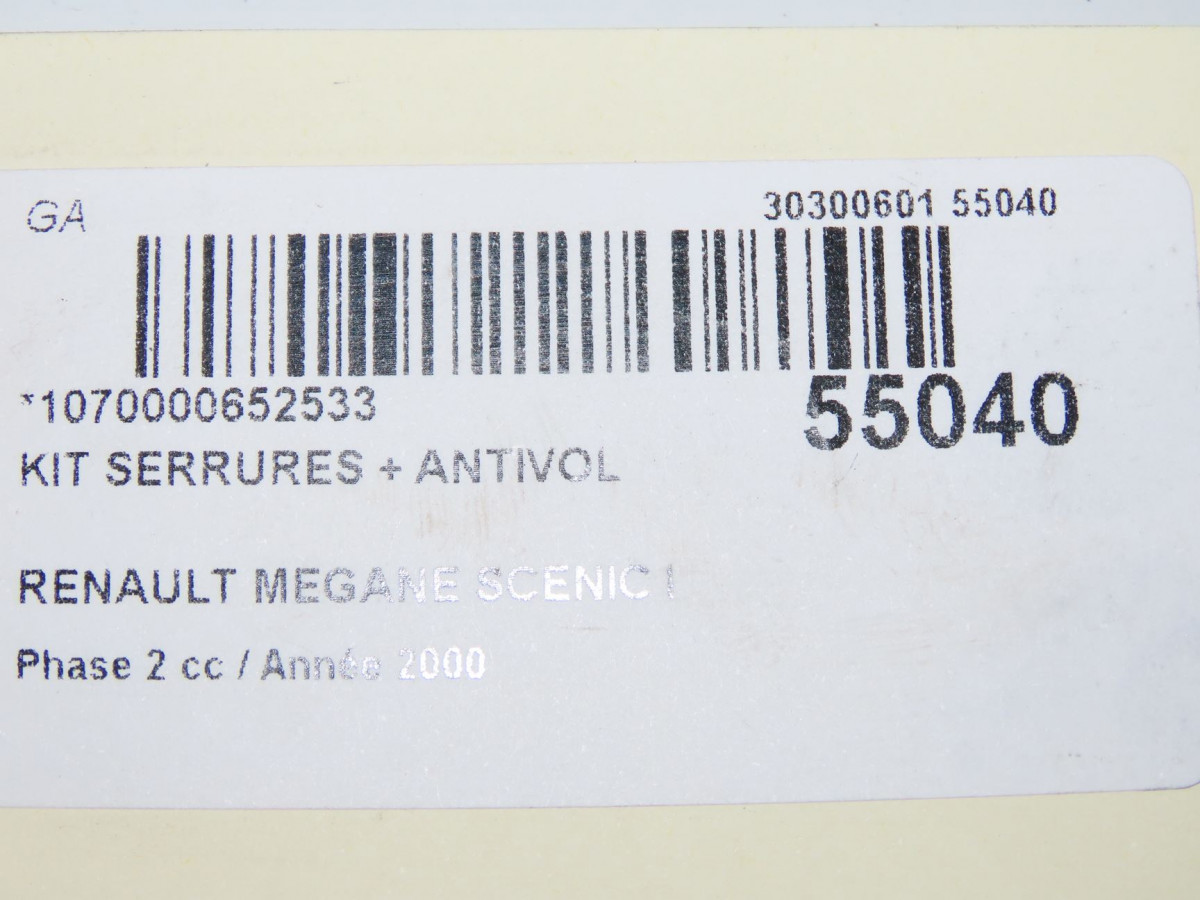 GA
30300601 55040
*1070000652533
55040
KIT SERRURES + ANTIVOL
RENAULT MEGANE SCENIC I
Phase 2 cc / Année 2000